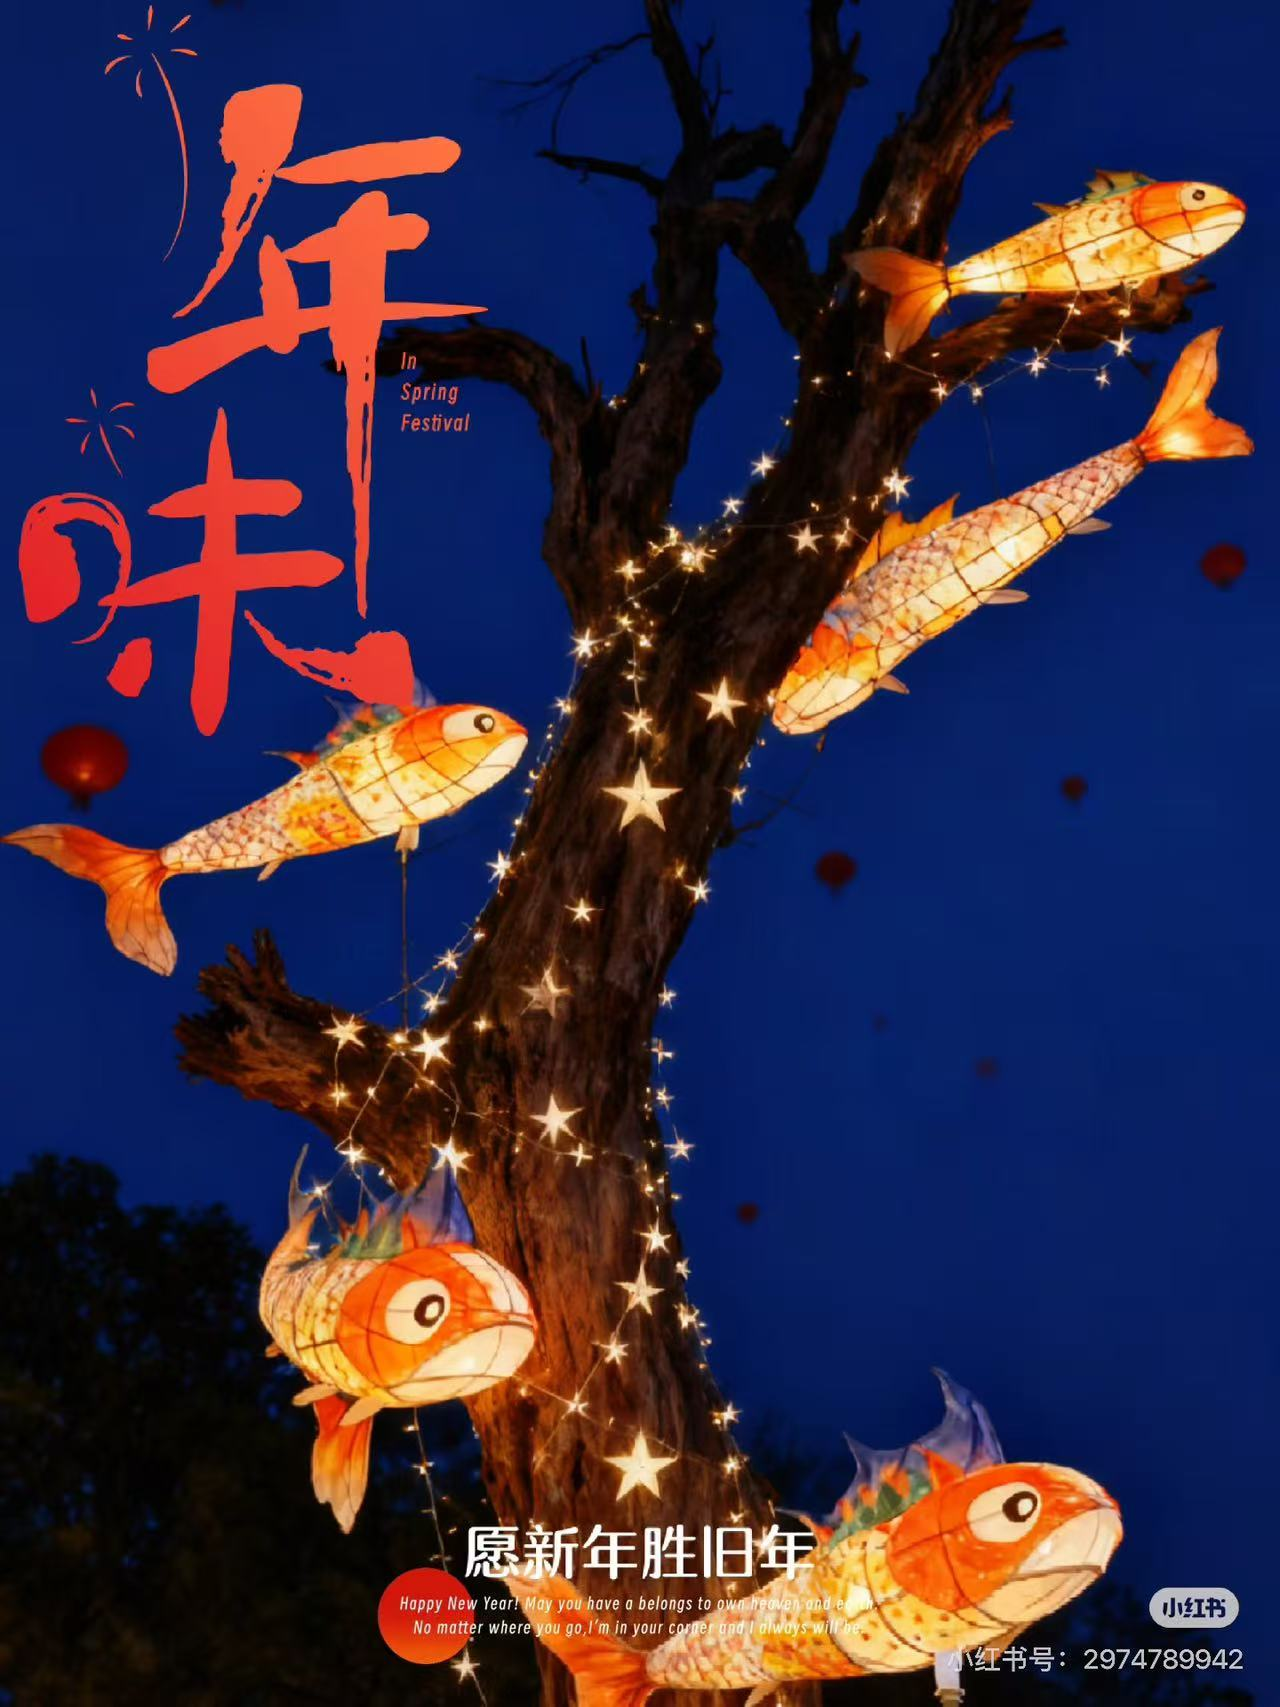 年味
In
Spring
Festival
愿新年胜旧年
Happy New Year! May you have a belongs to own heaven and earth.
No matter where you go,I'm in your corner and I always will be.
小红书
小红书号：2974789942